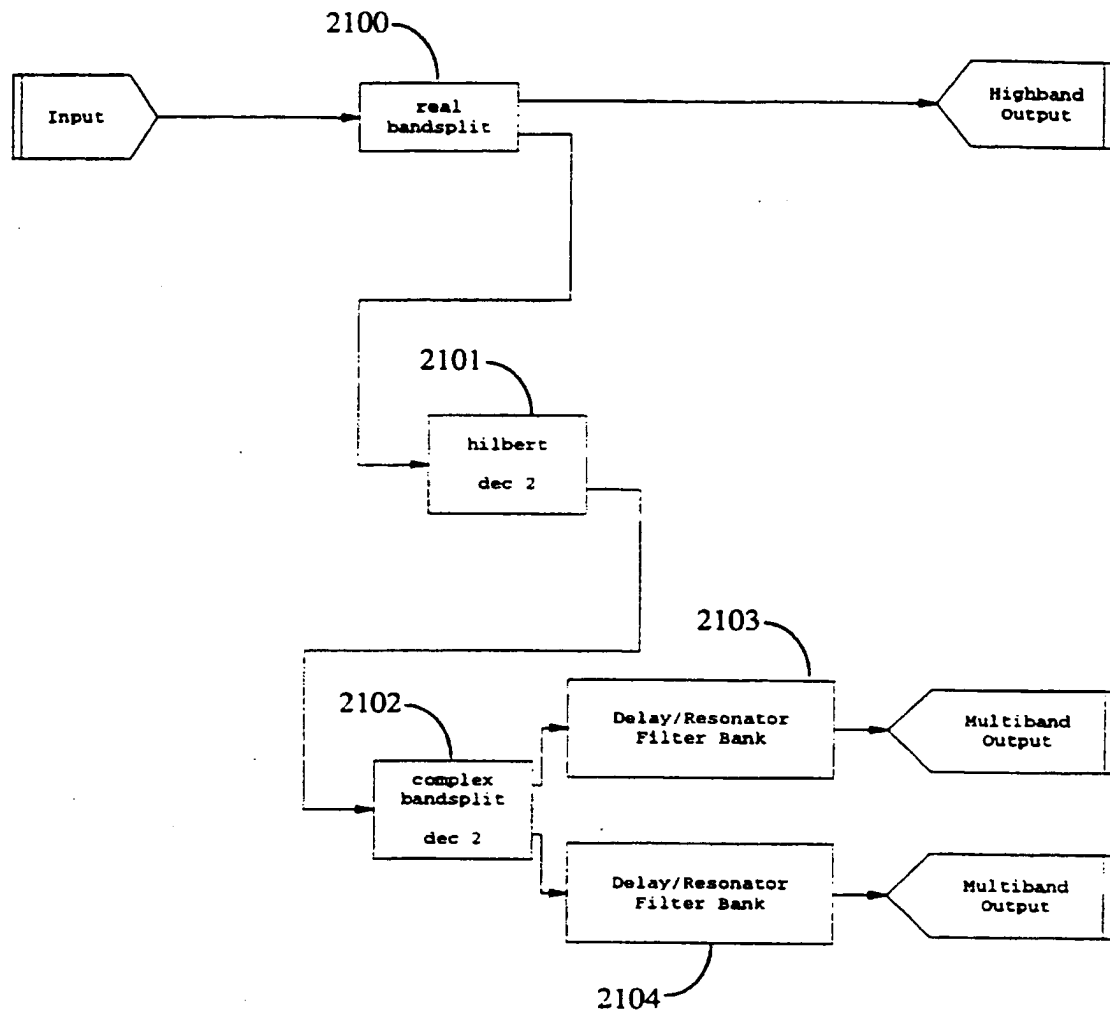 2100
Input
real
bandsplit
Highband
Output
2101
hilbert
dec 2
2103
2102
Delay/Resonator
Filter Bank
Multiband
Output
complex
bandsplit
dec 2
Delay/Resonator
Filter Bank
Multiband
Output
2104